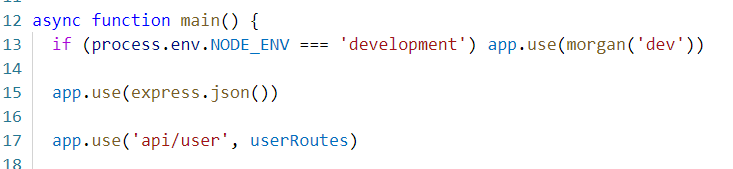 12 async function main() {
13 if (process.env.NODE_ENV === 'development') app.use(morgan('dev'))
14
15 app.use(express.json())
16
17 app.use('api/user', userRoutes)
18